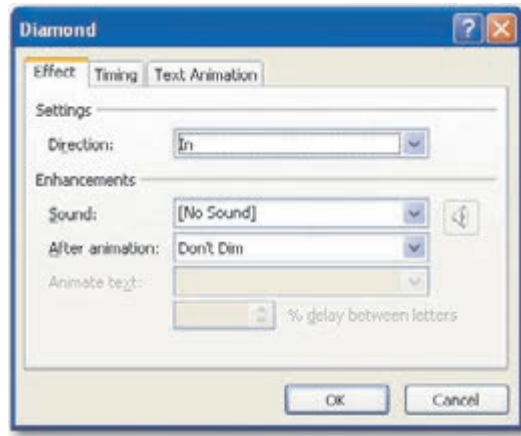 Diamond
Effect Timing Text Animation
Settings
Direction: In
Enhancements
Sound: [No Sound]
After animation: Don't Dim
Animate text:
% delay between letters
OK Cancel